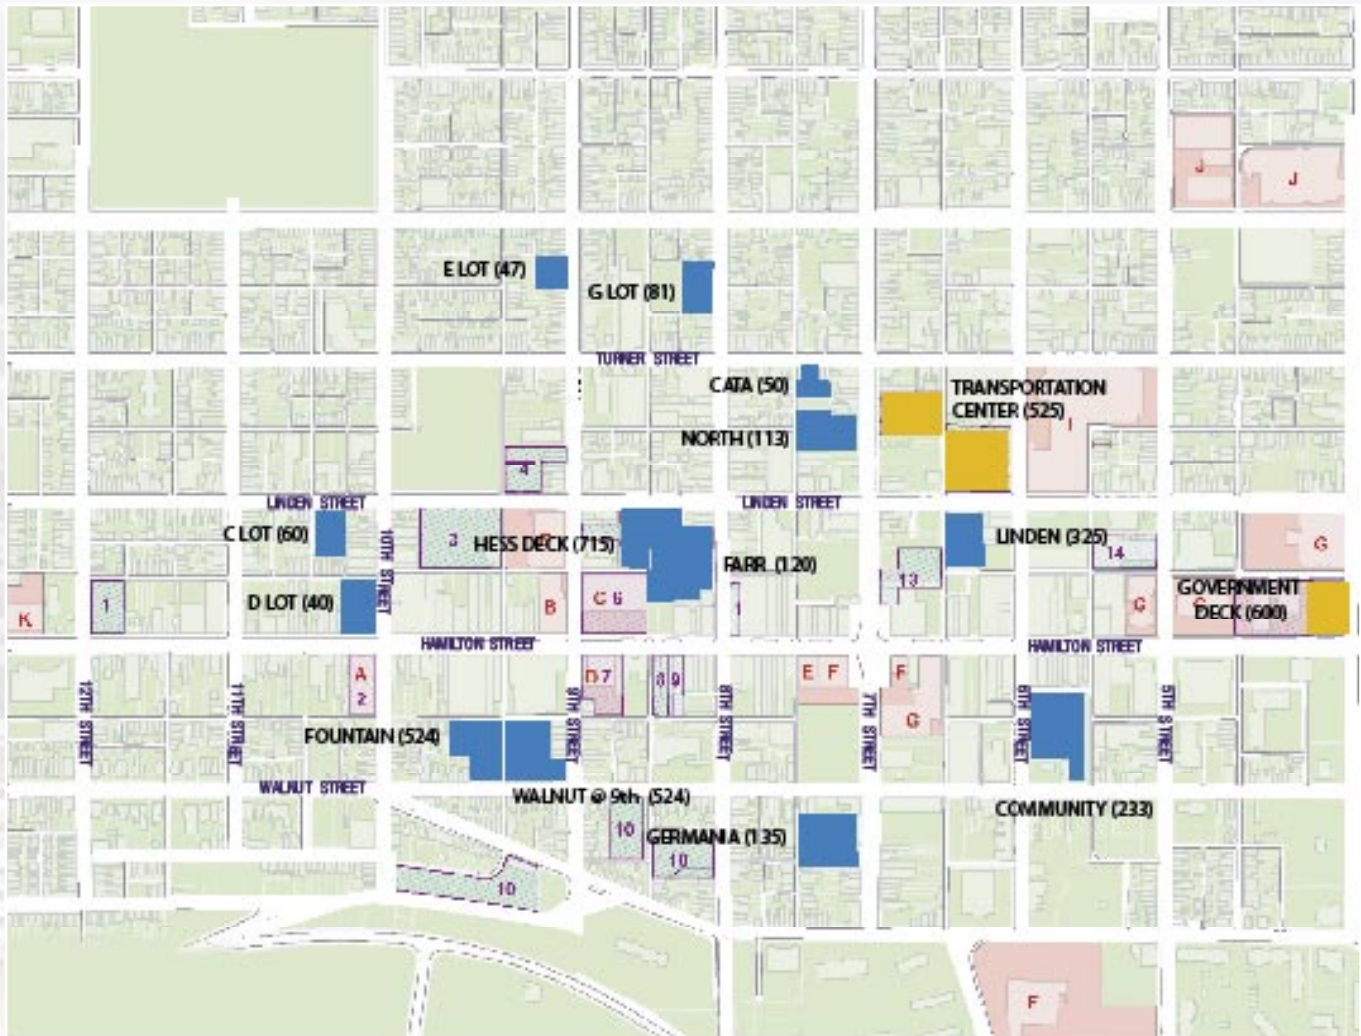 J
J
E LOT (47)
G LOT (81)
TURNER STREET
CATA (50)
TRANSPORTATION
CENTER (525)
I
NORTH (113)
4
LINDEN STREET
LINDEN STREET
C LOT (60)
10TH STREET
3
HESS DECK (715)
FARR (120)
LINDEN (325)
14
G
13
1
D LOT (40)
B
C 6
G
GOVERNMENT
DECK (600)
K
HAMILTON STREET
HAMILTON STREET
A
2
D 7
8 9
E F
F
G
12TH STREET
11TH STREET
9TH STREET
8TH STREET
7TH STREET
6TH STREET
5TH STREET
FOUNTAIN (524)
WALNUT STREET
WALNUT @ 9th (524)
COMMUNITY (233)
10
GERMANIA (135)
10
10
F